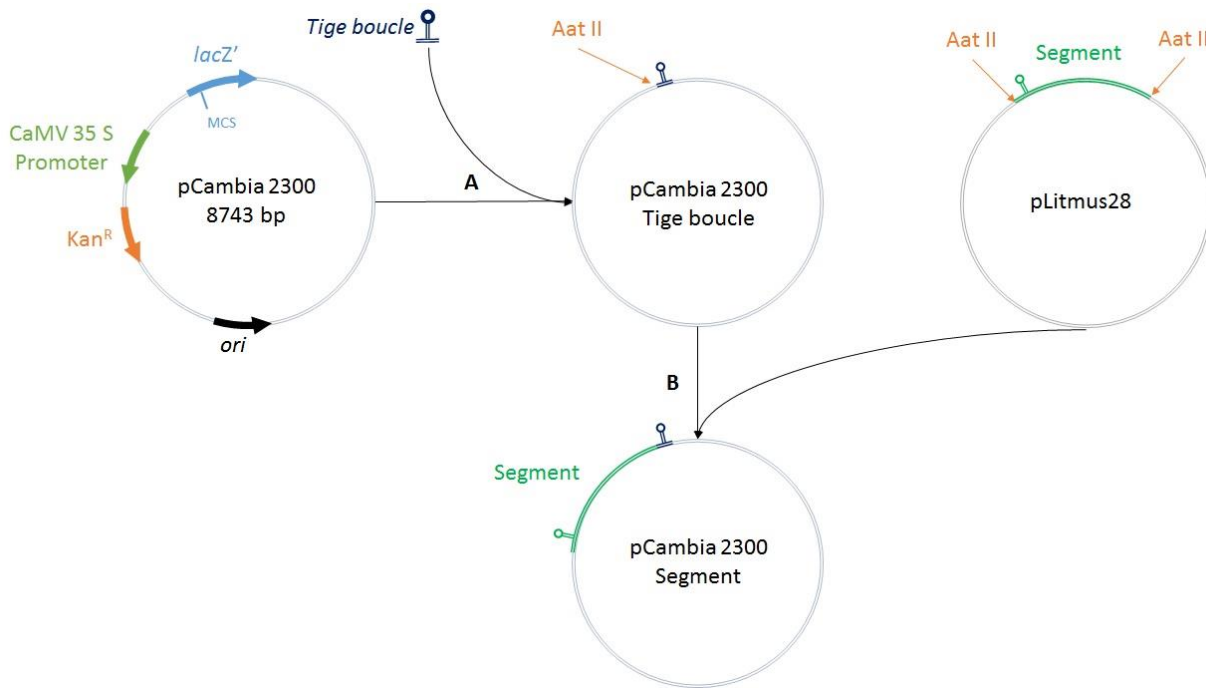 lacZ'
MCS
CaMV 35 S
Promoter
Kan^R
pCambia 2300
8743 bp
ori
Tige boucle
A
Aat II
pCambia 2300
Tige boucle
Aat II
Segment
Aat II
pLitmus28
B
Segment
pCambia 2300
Segment